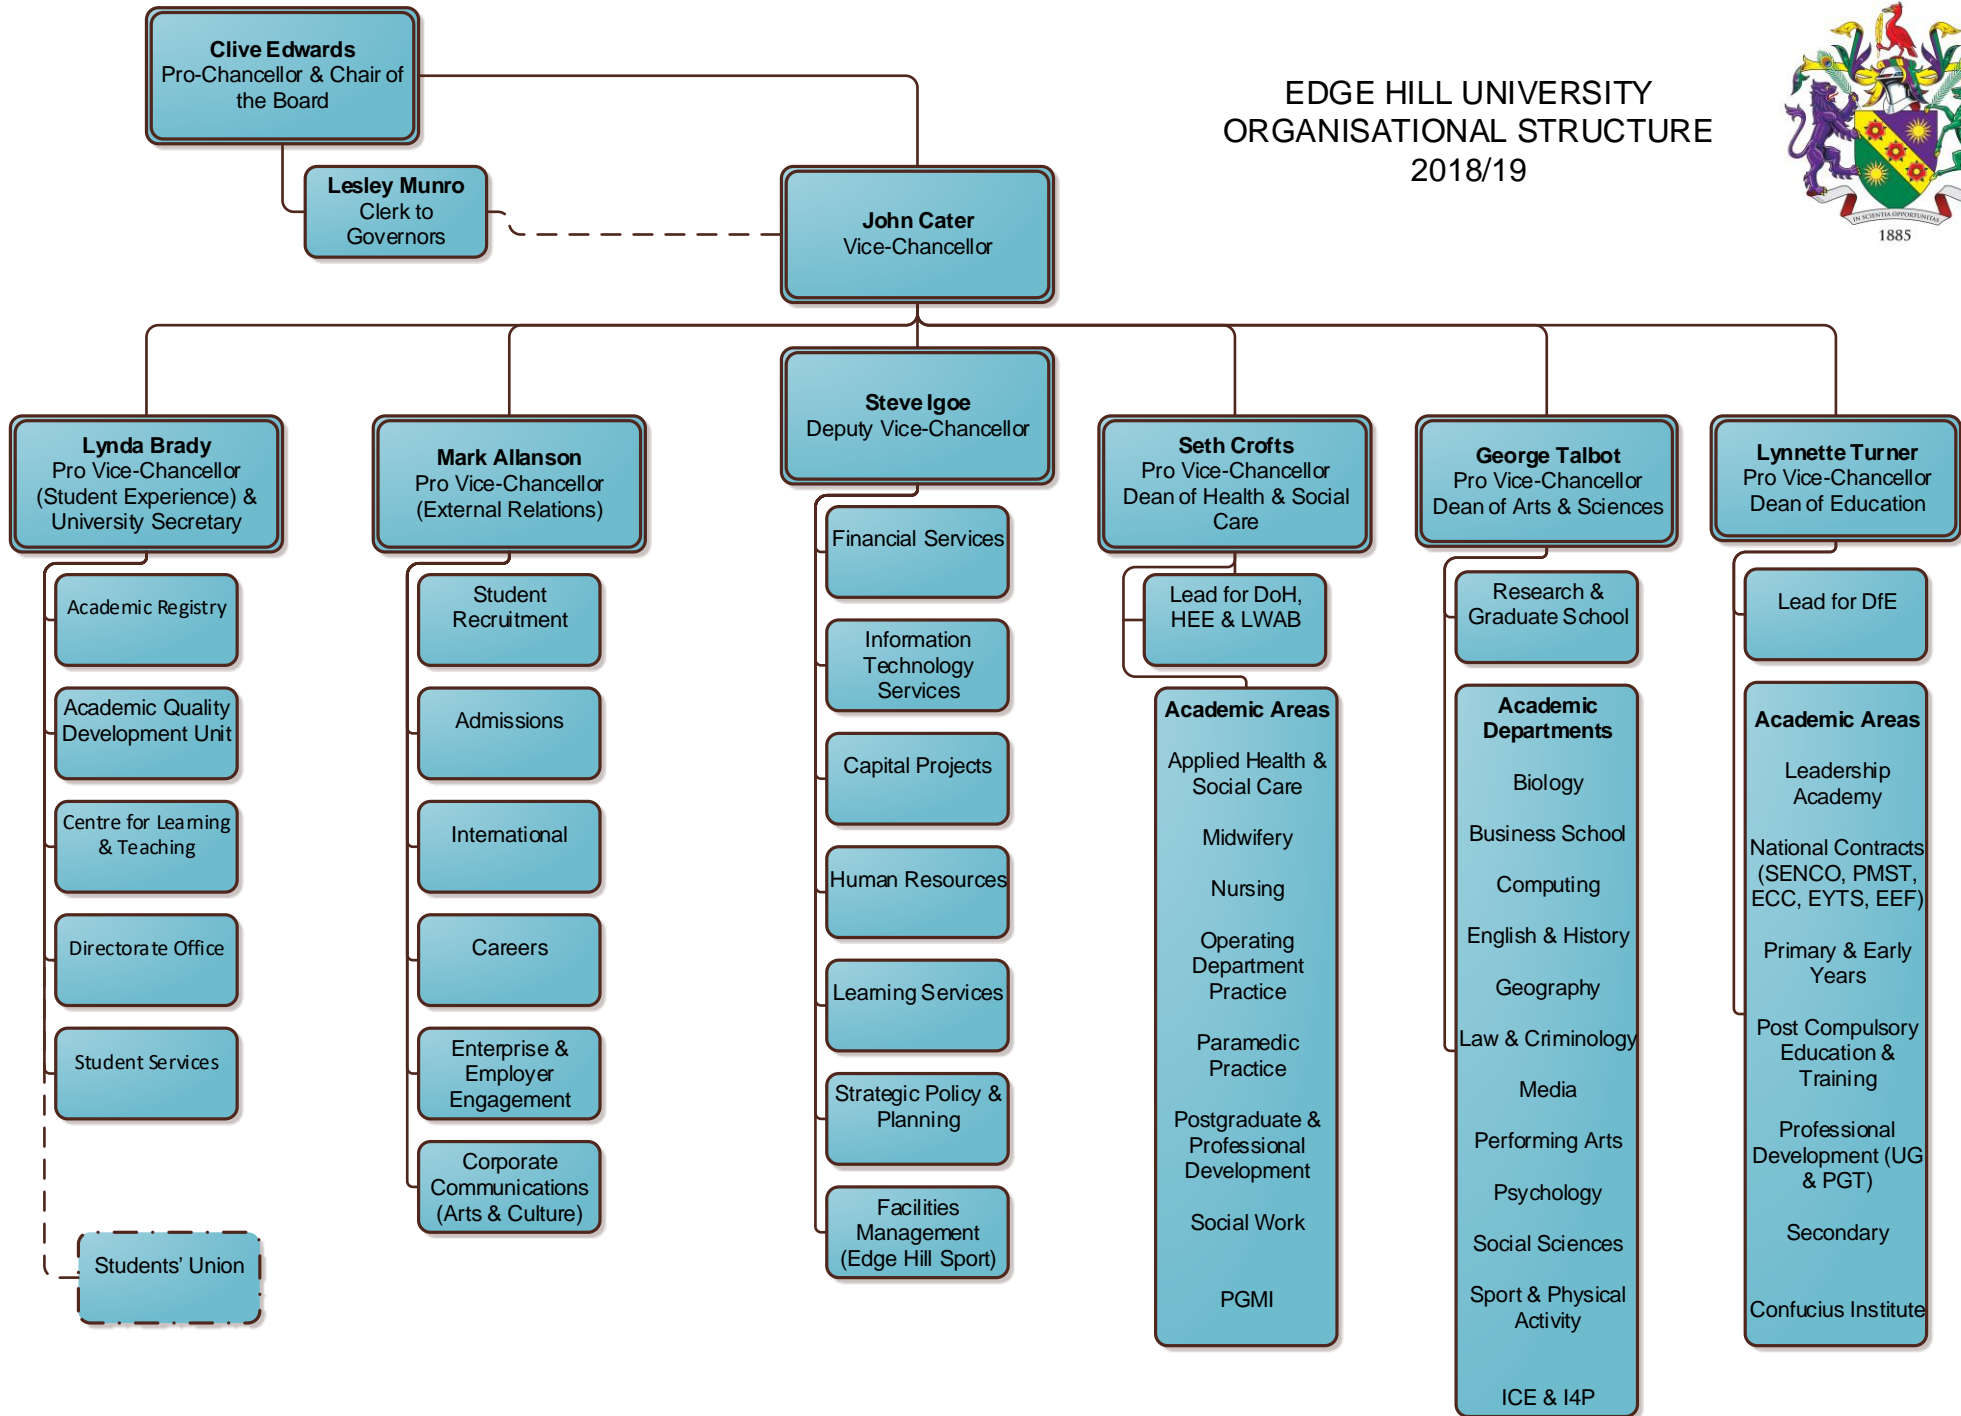 Clive Edwards
Pro-Chancellor & Chair of
the Board
EDGE HILL UNIVERSITY
ORGANISATIONAL STRUCTURE
2018/19
IN SCIENTIA OPPORTUNITAS
1885
Lesley Munro
Clerk to
Governors
John Cater
Vice-Chancellor
Lynda Brady
Pro Vice-Chancellor
(Student Experience) &
University Secretary
Academic Registry
Academic Quality
Development Unit
Centre for Learning
& Teaching
Directorate Office
Student Services
Students' Union
Mark Allanson
Pro Vice-Chancellor
(External Relations)
Student
Recruitment
Admissions
International
Careers
Enterprise &
Employer
Engagement
Corporate
Communications
(Arts & Culture)
Steve Igoe
Deputy Vice-Chancellor
Financial Services
Information
Technology
Services
Capital Projects
Human Resources
Learning Services
Strategic Policy &
Planning
Facilities
Management
(Edge Hill Sport)
Seth Crofts
Pro Vice-Chancellor
Dean of Health & Social
Care
Lead for DoH,
HEE & LWAB
Academic Areas
Applied Health &
Social Care
Midwifery
Nursing
Operating
Department
Practice
Paramedic
Practice
Postgraduate &
Professional
Development
Social Work
PGMI
George Talbot
Pro Vice-Chancellor
Dean of Arts & Sciences
Research &
Graduate School
Academic
Departments
Biology
Business School
Computing
English & History
Geography
Law & Criminology
Media
Performing Arts
Psychology
Social Sciences
Sport & Physical
Activity
ICE & I4P
Lynnette Turner
Pro Vice-Chancellor
Dean of Education
Lead for DfE
Academic Areas
Leadership
Academy
National Contracts
(SENCO, PMST,
ECC, EYTS, EEF)
Primary & Early
Years
Post Compulsory
Education &
Training
Professional
Development (UG
& PGT)
Secondary
Confucius Institute